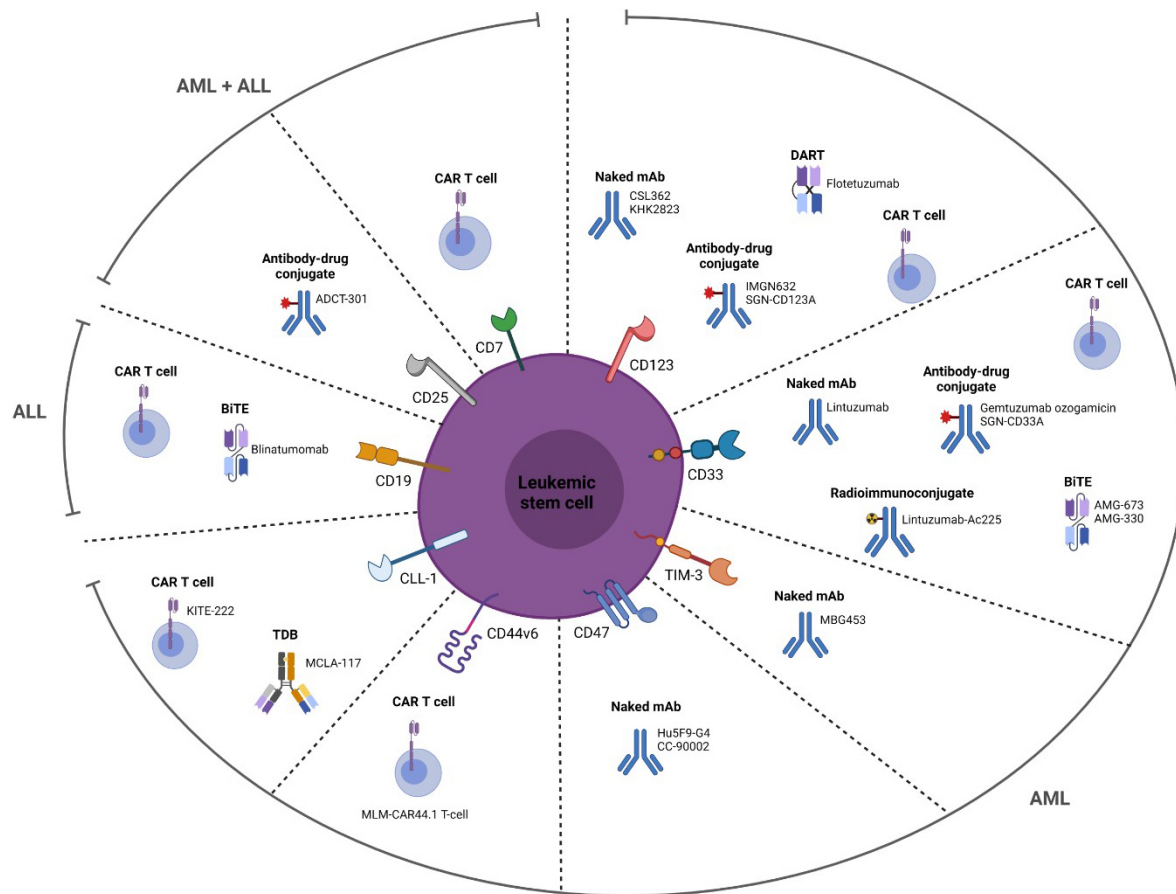 AML + ALL
CAR T cell
Antibody-drug
conjugate
ADCT-301
CD7
CD25
Naked mAb
CSL362
KHK2823
DART
Flotetuzumab
CAR T cell
Antibody-drug
conjugate
IMGN632
SGN-CD123A
CD123
CAR T cell
Naked mAb
Lintuzumab
Antibody-drug
conjugate
Gemtuzumab ozogamicin
SGN-CD33A
CD33
Radioimmunoconjugate
Lintuzumab-Ac225
BiTE
AMG-673
AMG-330
ALL
CAR T cell
BiTE
Blinatumomab
CD19
Leukemic
stem cell
CLL-1
CAR T cell
KITE-222
TDB
MCLA-117
CD44v6
CAR T cell
MLM-CAR44.1 T-cell
CD47
Naked mAb
Hu5F9-G4
CC-90002
TIM-3
Naked mAb
MBG453
AML